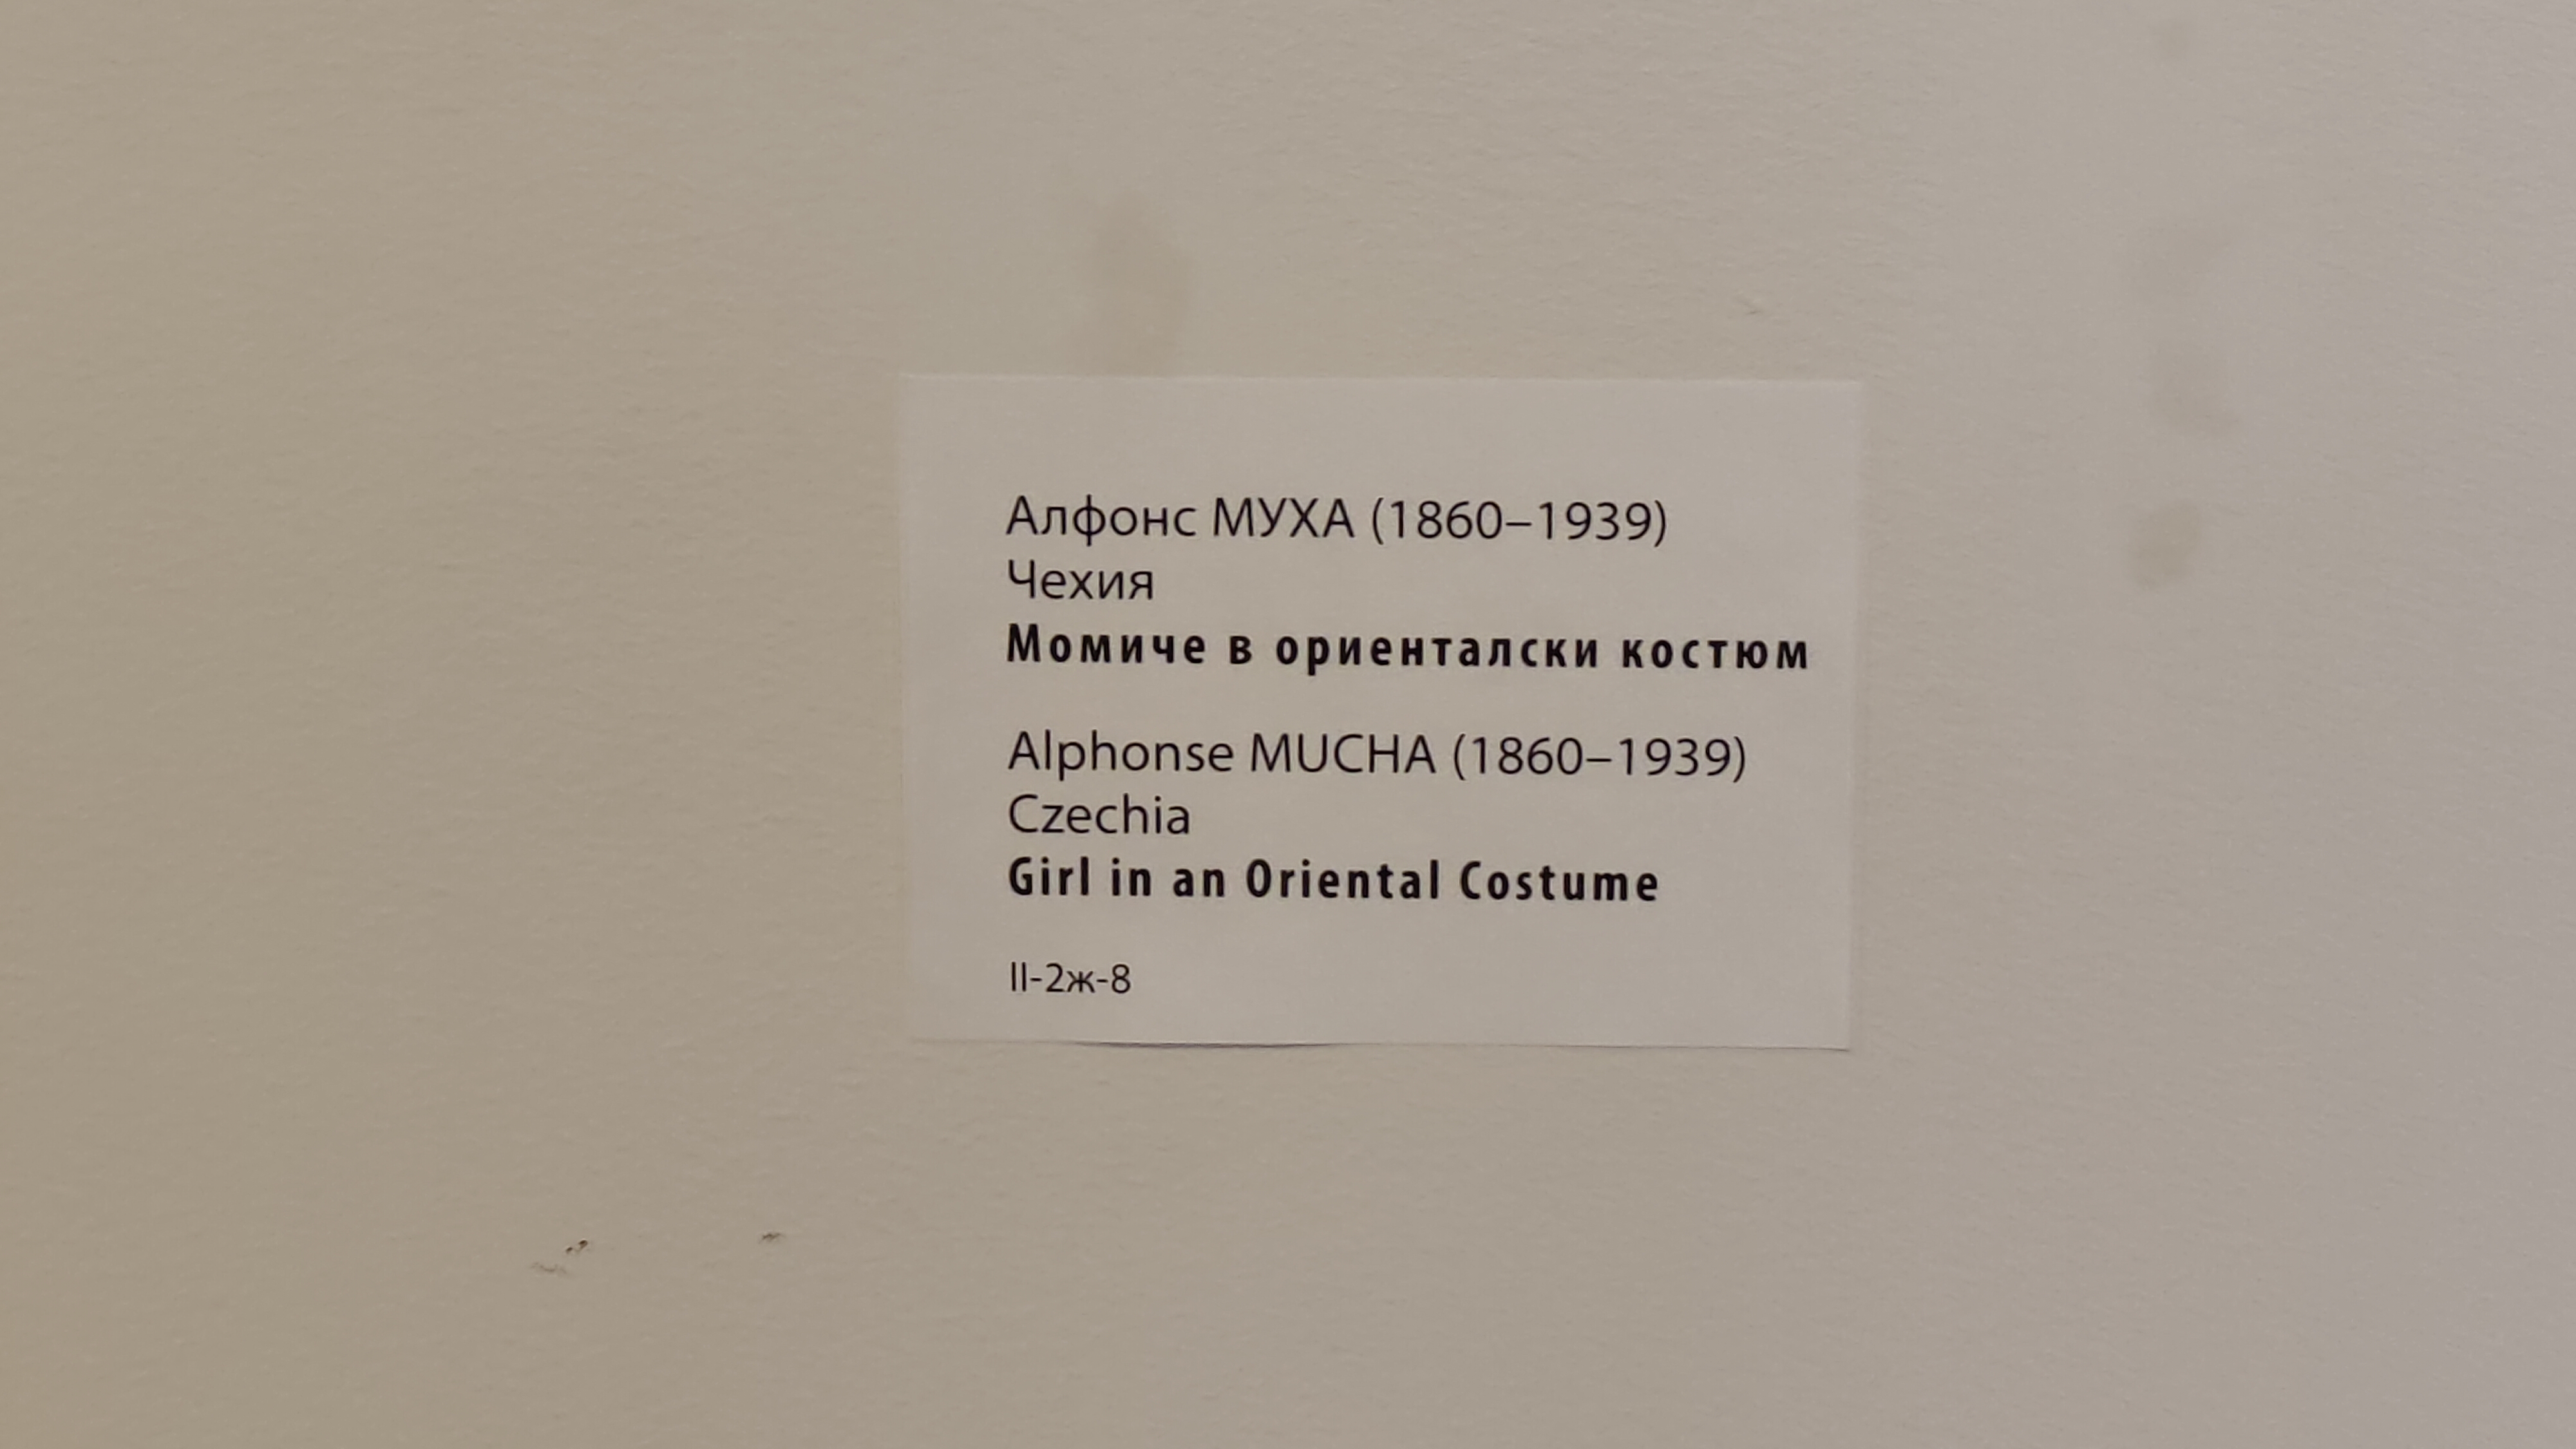 Алфонс МУХА (1860–1939)
Чехия
Момиче в ориенталски костюм
Alphonse MUCHA (1860–1939)
Czechia
Girl in an Oriental Costume
II-2ж-8